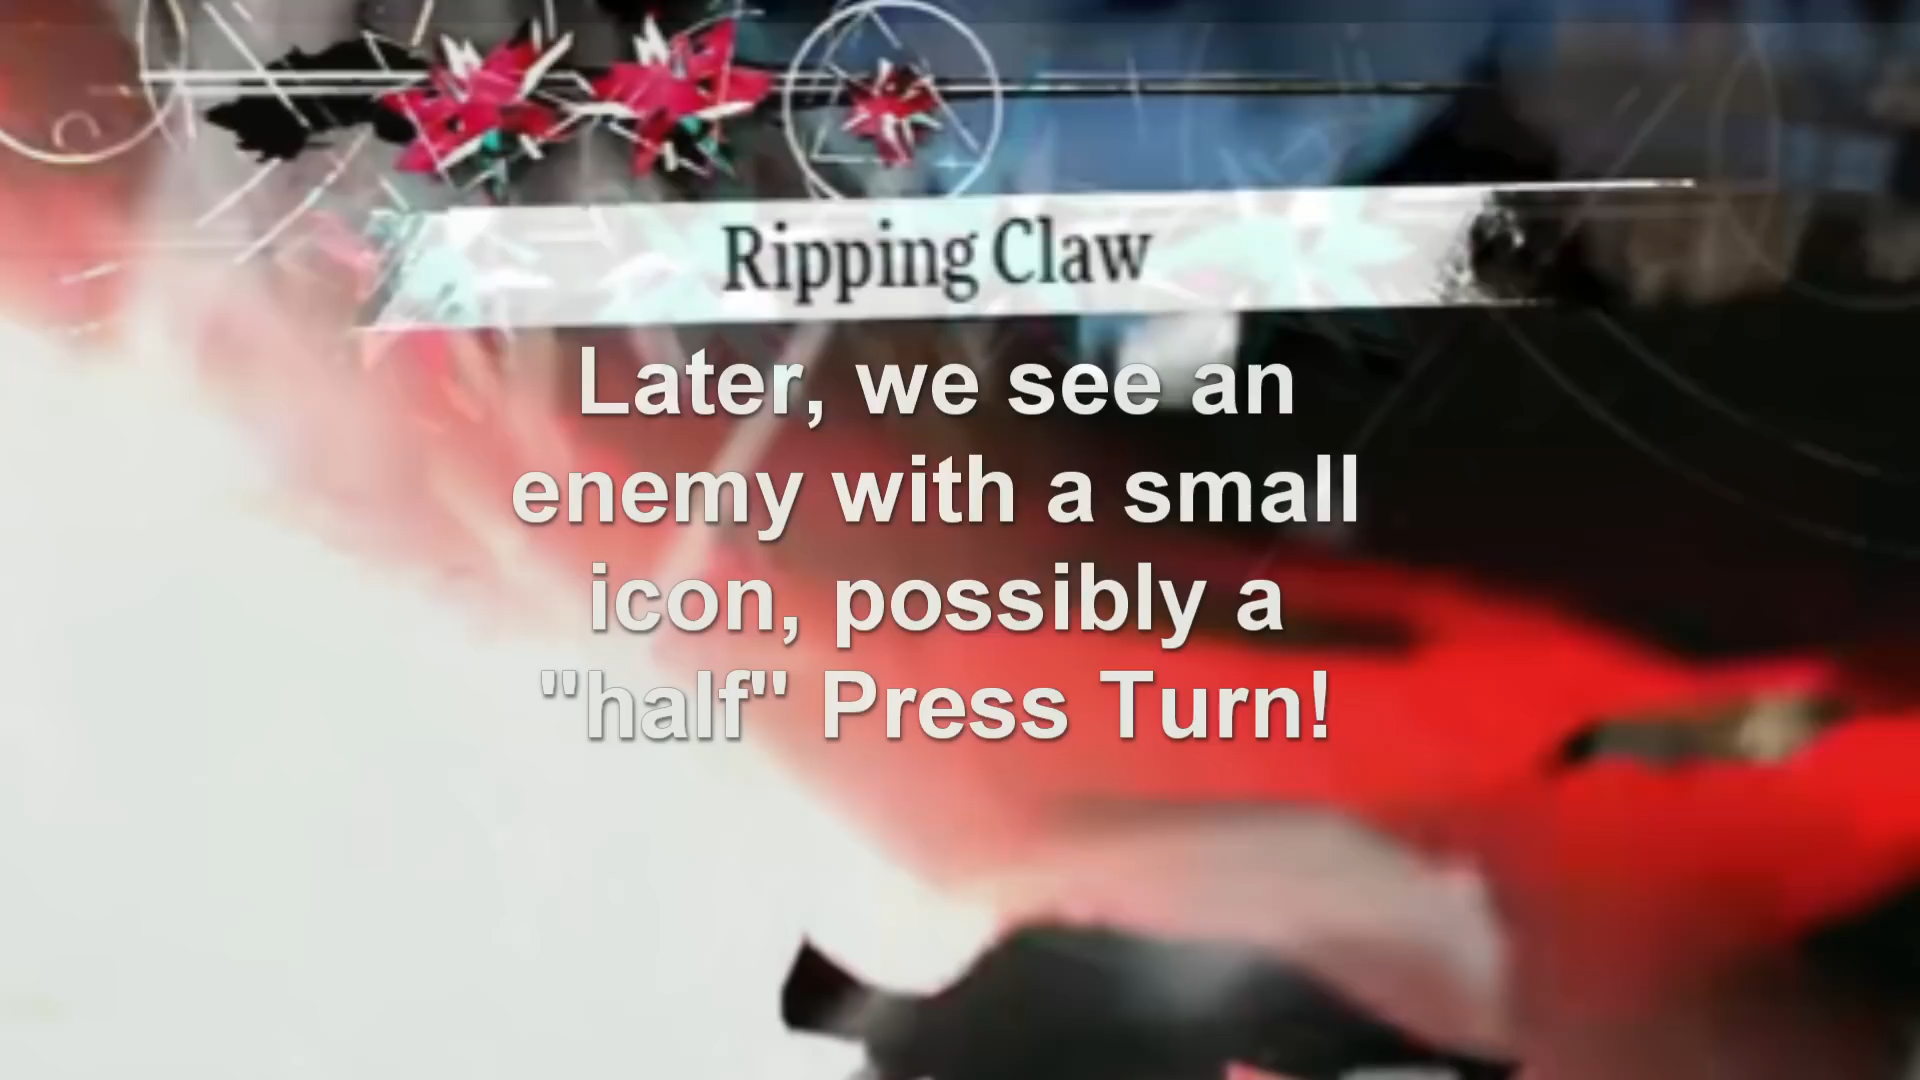 Ripping Claw
Later, we see an
enemy with a small
icon, possibly a
"half" Press Turn!